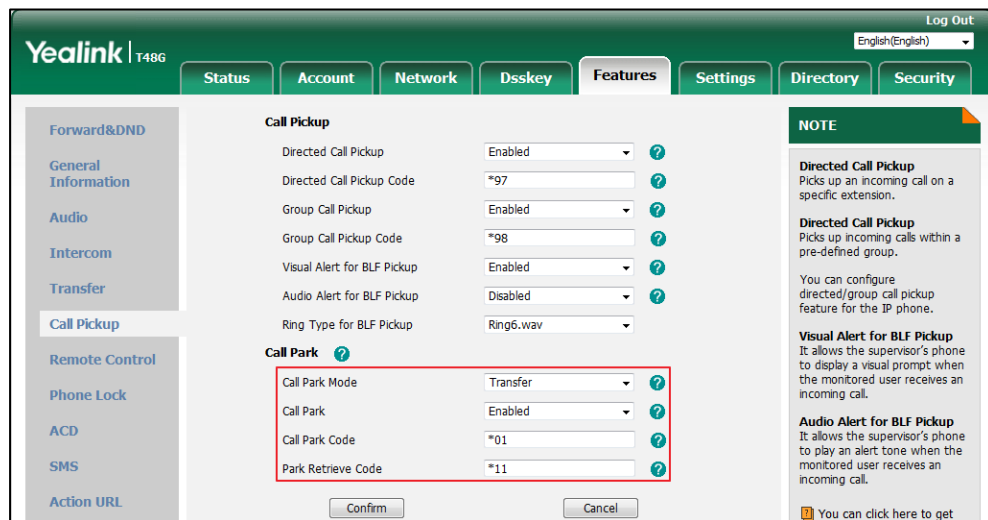 Log Out
Yealink T48G
English(English)
Status Account Network Dsskey Features Settings Directory Security
Forward&DND
General
Information
Audio
Intercom
Transfer
Call Pickup
Remote Control
Phone Lock
ACD
SMS
Action URL
Call Pickup
Directed Call Pickup Enabled ?
Directed Call Pickup Code *97 ?
Group Call Pickup Enabled ?
Group Call Pickup Code *98 ?
Visual Alert for BLF Pickup Enabled ?
Audio Alert for BLF Pickup Disabled ?
Ring Type for BLF Pickup Ring6.wav
Call Park ?
Call Park Mode Transfer ?
Call Park Enabled ?
Call Park Code *01 ?
Park Retrieve Code *11 ?
Confirm Cancel
NOTE
Directed Call Pickup
Picks up an incoming call on a
specific extension.
Directed Call Pickup
Picks up incoming calls within a
pre-defined group.
You can configure
directed/group call pickup
feature for the IP phone.
Visual Alert for BLF Pickup
It allows the supervisor's phone
to display a visual prompt when
the monitored user receives an
incoming call.
Audio Alert for BLF Pickup
It allows the supervisor's phone
to play an alert tone when the
monitored user receives an
incoming call.
? You can click here to get